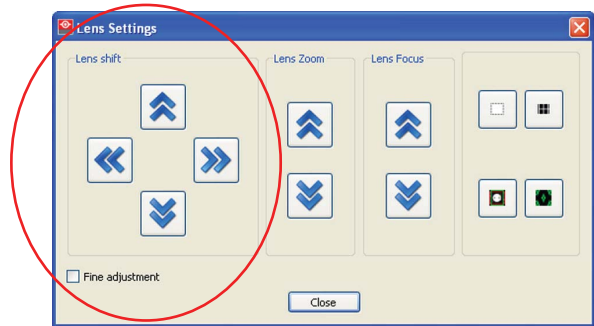 Lens Settings
Lens shift
Lens Zoom
Lens Focus
Fine adjustment
Close